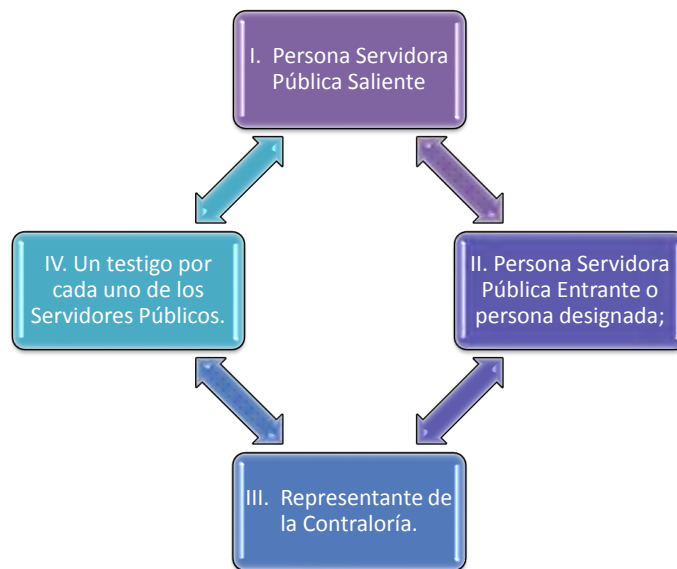 I. Persona Servidora
Pública Saliente
II. Persona Servidora
Pública Entrante o
persona designada;
III. Representante de
la Contraloría.
IV. Un testigo por
cada uno de los
Servidores Públicos.